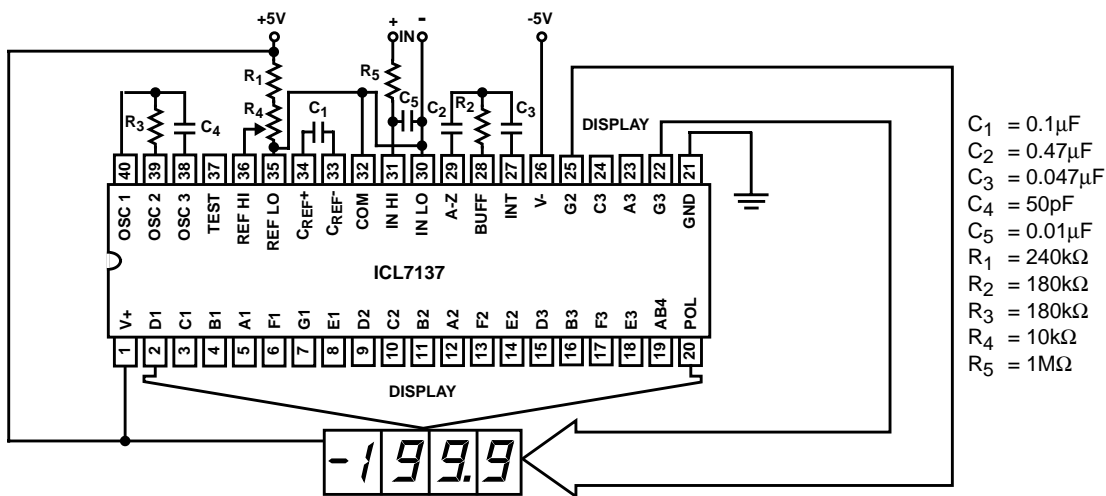 +5V
+ -
IN
-5V
R1
R5
R4
C1
C5
C2
R2
C3
R3
C4
DISPLAY
40 39 38 37 36 35 34 33 32 31 30 29 28 27 26 25 24 23 22 21
OSC 1 OSC 2 OSC 3 TEST REF HI REF LO CREF+ CREF- COM IN HI IN LO A-Z BUFF INT V- G2 C3 A3 G3 GND
ICL7137
V+ D1 C1 B1 A1 F1 G1 E1 D2 C2 B2 A2 F2 E2 D3 B3 F3 E3 AB4 POL
1 2 3 4 5 6 7 8 9 10 11 12 13 14 15 16 17 18 19 20
DISPLAY
-199.9
C1 = 0.1μF
C2 = 0.47μF
C3 = 0.047μF
C4 = 50pF
C5 = 0.01μF
R1 = 240kΩ
R2 = 180kΩ
R3 = 180kΩ
R4 = 10kΩ
R5 = 1MΩ